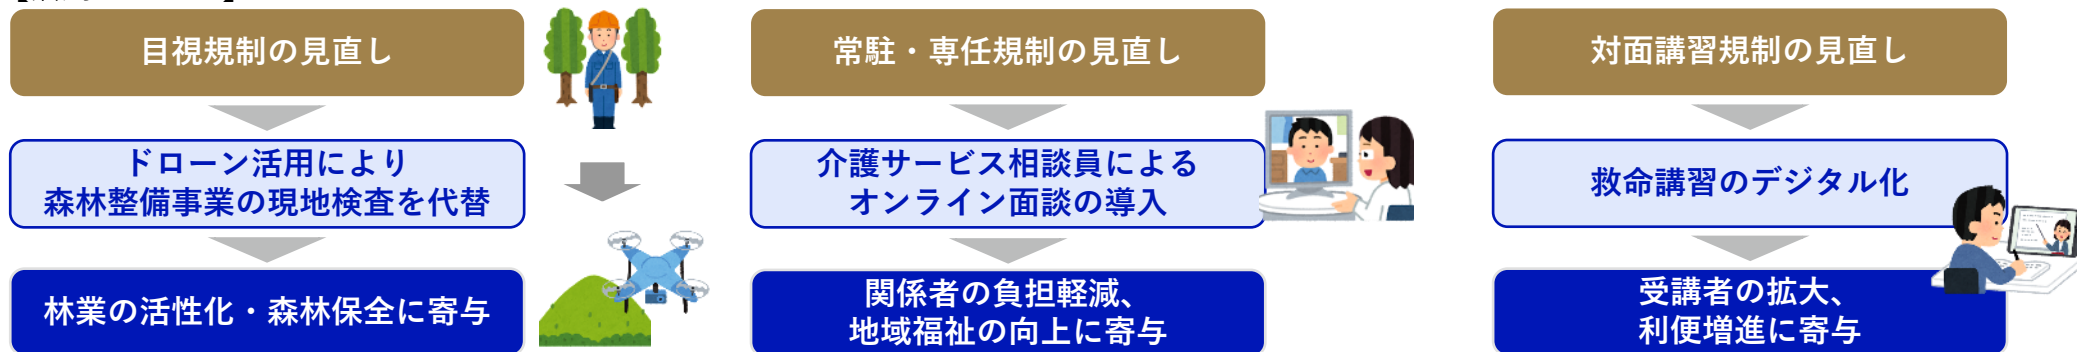 目視規制の見直し
ドローン活用により
森林整備事業の現地検査を代替
林業の活性化・森林保全に寄与
常駐・専任規制の見直し
介護サービス相談員による
オンライン面談の導入
関係者の負担軽減、
地域福祉の向上に寄与
対面講習規制の見直し
救命講習のデジタル化
受講者の拡大、
利便増進に寄与